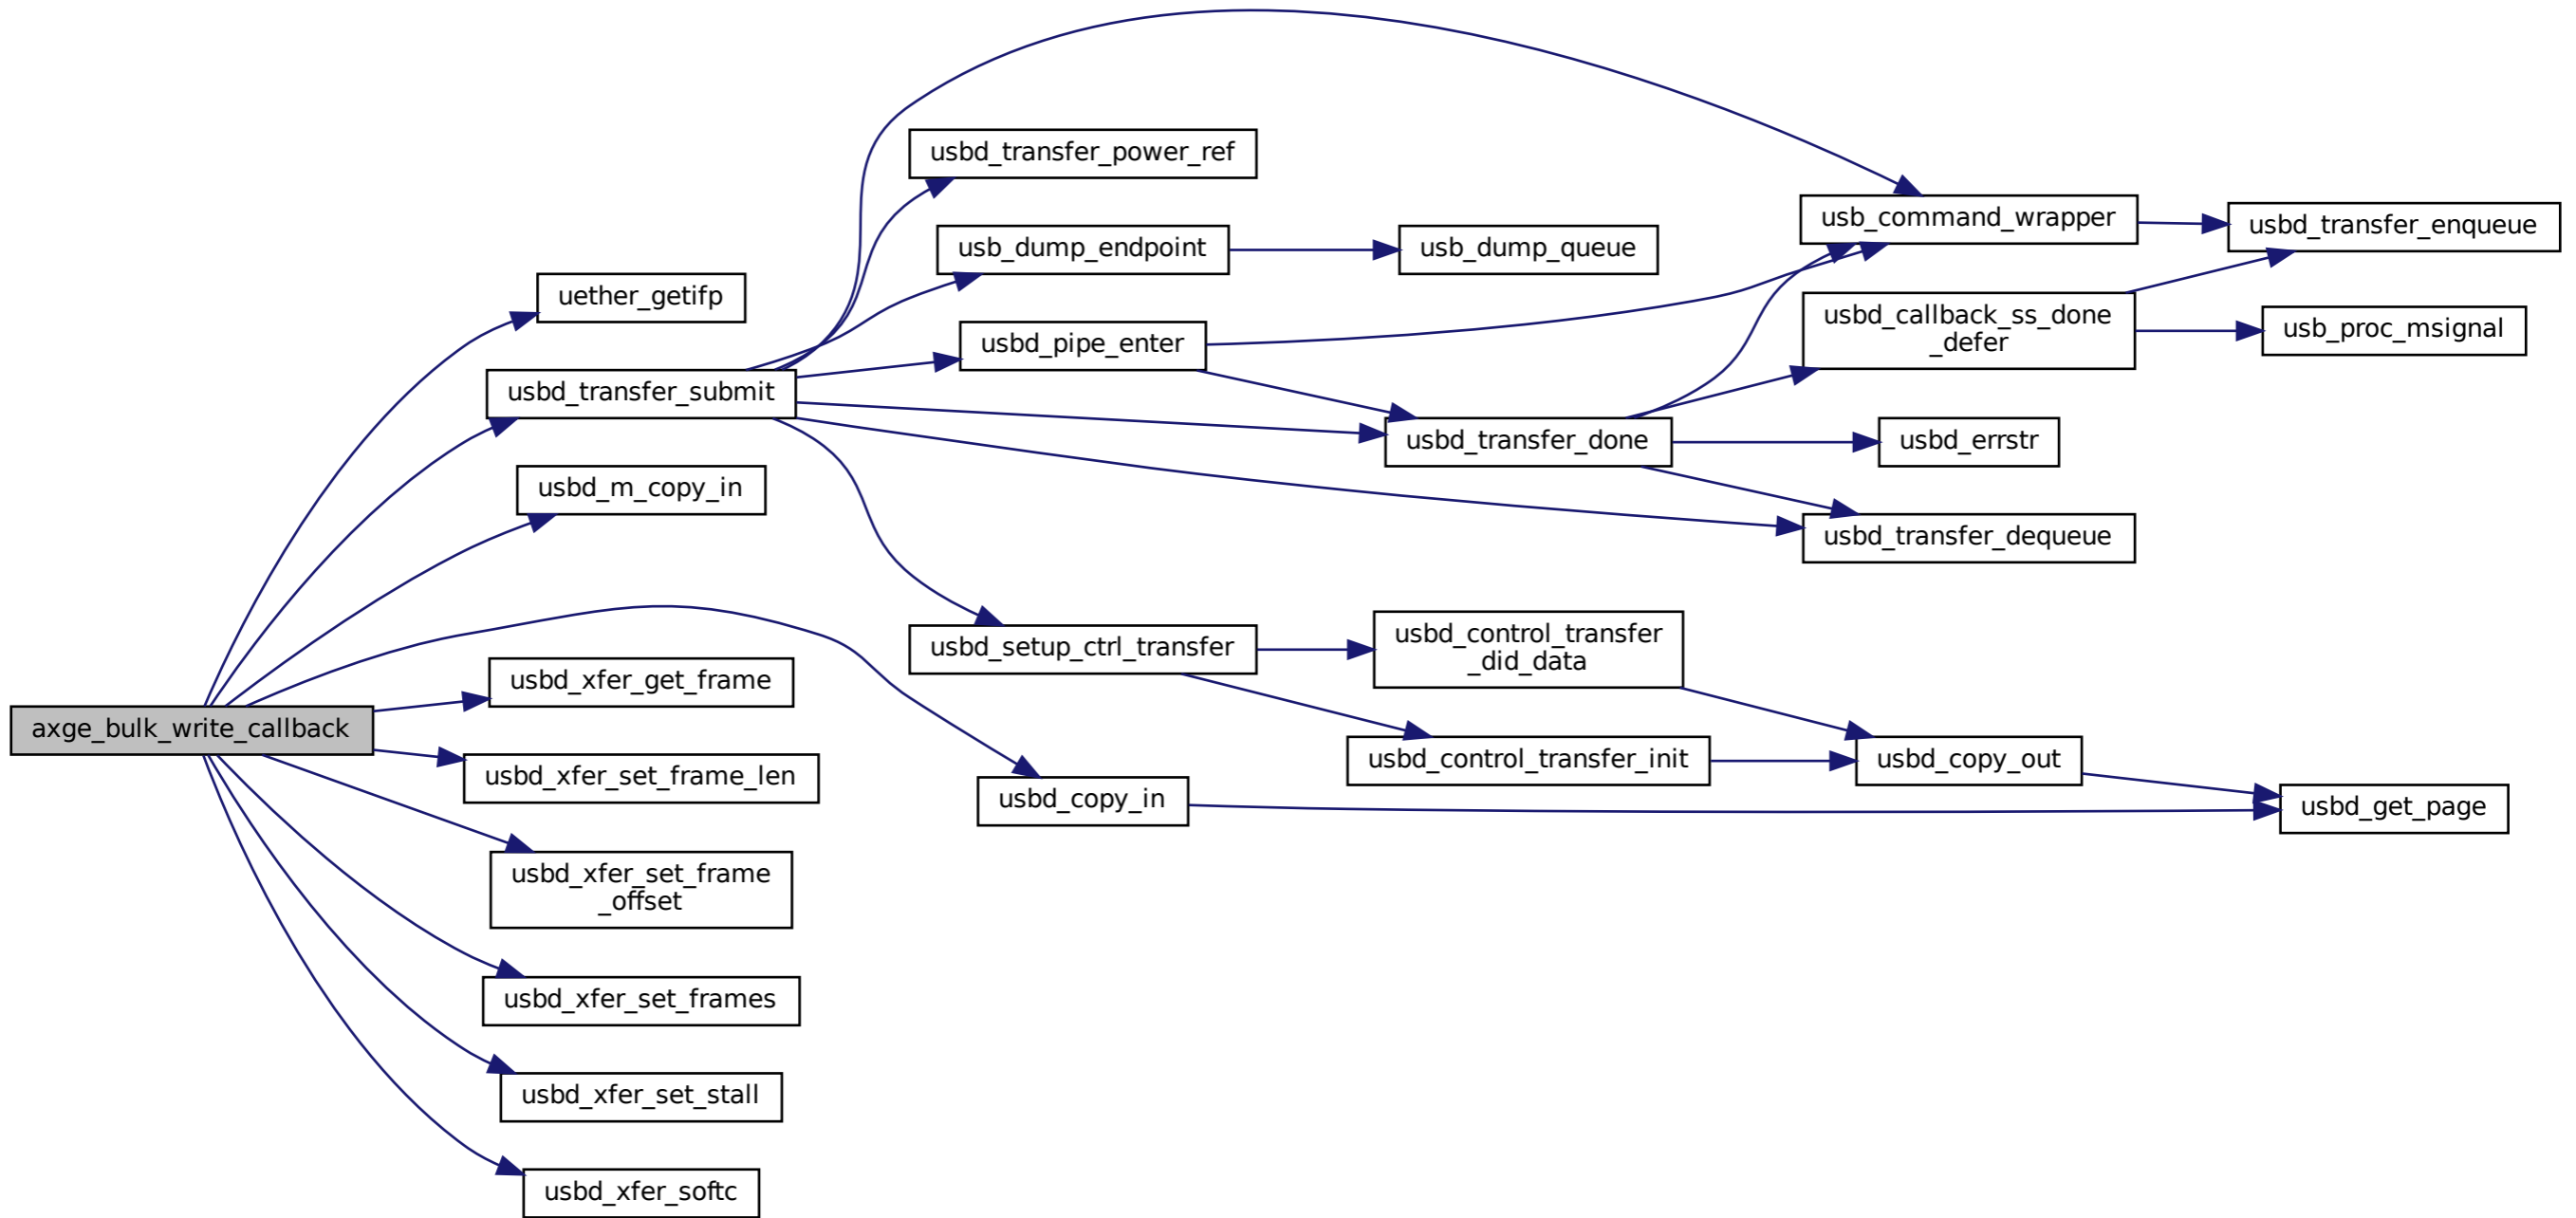 axge_bulk_write_callback
uether_getifp
usbd_transfer_submit
usbd_m_copy_in
usbd_xfer_get_frame
usbd_xfer_set_frame_len
usbd_xfer_set_frame
_offset
usbd_xfer_set_frames
usbd_xfer_set_stall
usbd_xfer_softc
usbd_transfer_power_ref
usb_dump_endpoint
usbd_pipe_enter
usbd_setup_ctrl_transfer
usbd_copy_in
usb_dump_queue
usbd_transfer_done
usbd_control_transfer
_did_data
usbd_control_transfer_init
usb_command_wrapper
usbd_callback_ss_done
_defer
usbd_errstr
usbd_transfer_dequeue
usbd_copy_out
usbd_transfer_enqueue
usb_proc_msignal
usbd_get_page